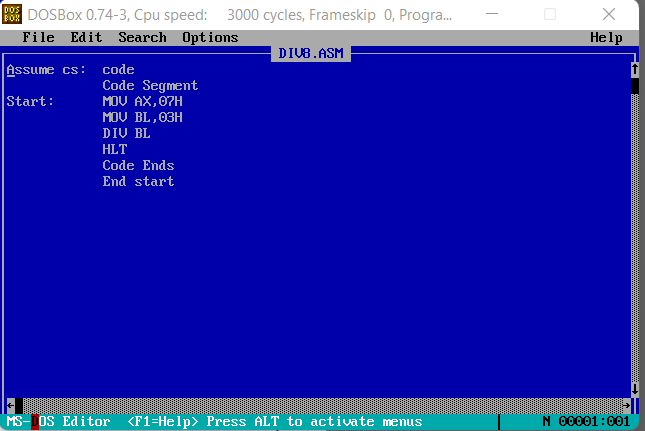 DOS BOX DOSBox 0.74-3, Cpu speed: 3000 cycles, Frameskip 0, Progra...
File Edit Search Options Help
DIV8.ASM
Assume cs: code
Code Segment
Start: MOV AX,07H
MOV BL,03H
DIV BL
HLT
Code Ends
End start
MS-DOS Editor <F1=Help> Press ALT to activate menus N 00001:001